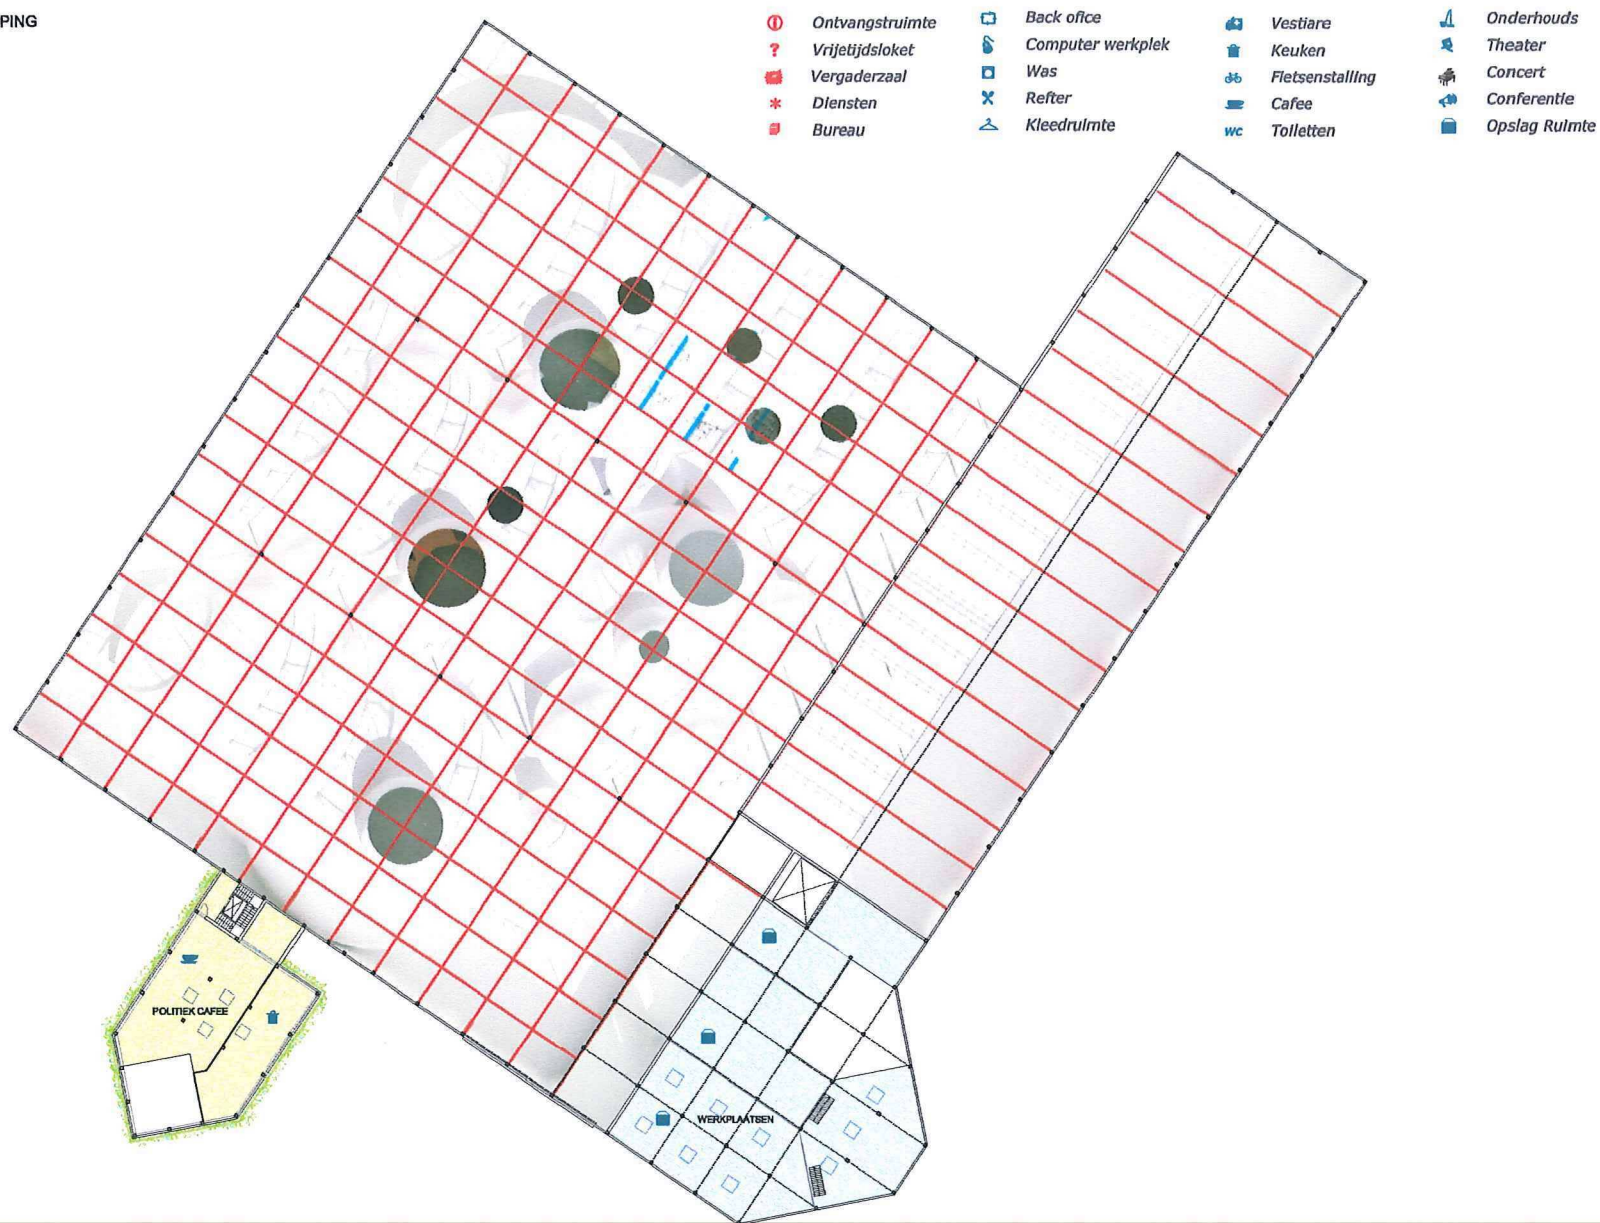 PING
Ontvangstruimte
Vrijetijdsloket
Vergaderzaal
Diensten
Bureau
Back ofice
Computer werkplek
Was
Refter
Kleedruimte
Vestiare
Keuken
Fietsenstalling
Cafee
WC Toiletten
Onderhouds
Theater
Concert
Conferentie
Opslag Ruimte
POLITIEK CAFEE
WERKPLAATSEN